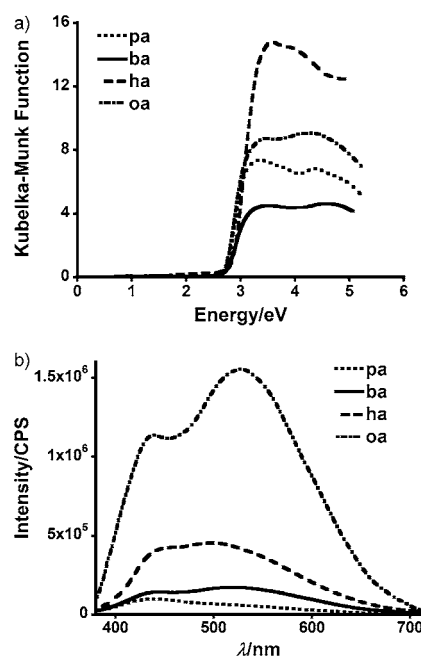 a)
Kubelka-Munk Function
16
12
8
4
0
pa
ba
ha
oa
0 1 2 3 4 5 6
Energy/eV
b)
Intensity/CPS
1.5x10⁶
1x10⁶
5x10⁵
0
pa
ba
ha
oa
400 500 600 700
λ/nm